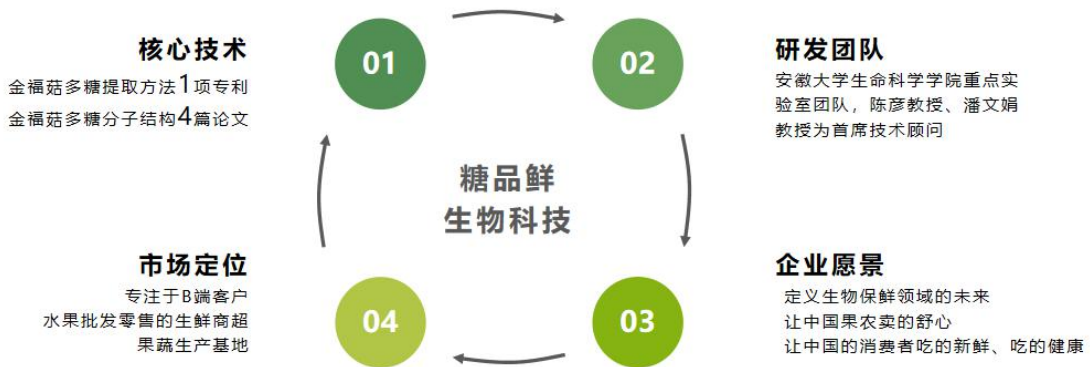 01
核心技术
金福菇多糖提取方法1项专利
金福菇多糖分子结构4篇论文
02
研发团队
安徽大学生命科学学院重点实
验室团队，陈彦教授、潘文娟
教授为首席技术顾问
糖品鲜
生物科技
03
企业愿景
定义生物保鲜领域的未来
让中国果农卖的舒心
让中国的消费者吃的新鲜、吃的健康
04
市场定位
专注于B端客户
水果批发零售的生鲜商超
果蔬生产基地